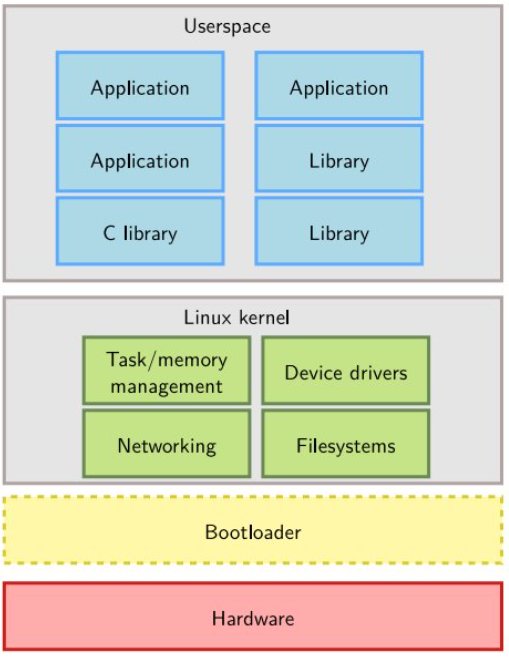 Userspace
Application
Application
Application
Library
C library
Library
Linux kernel
Task/memory
management
Device drivers
Networking
Filesystems
Bootloader
Hardware